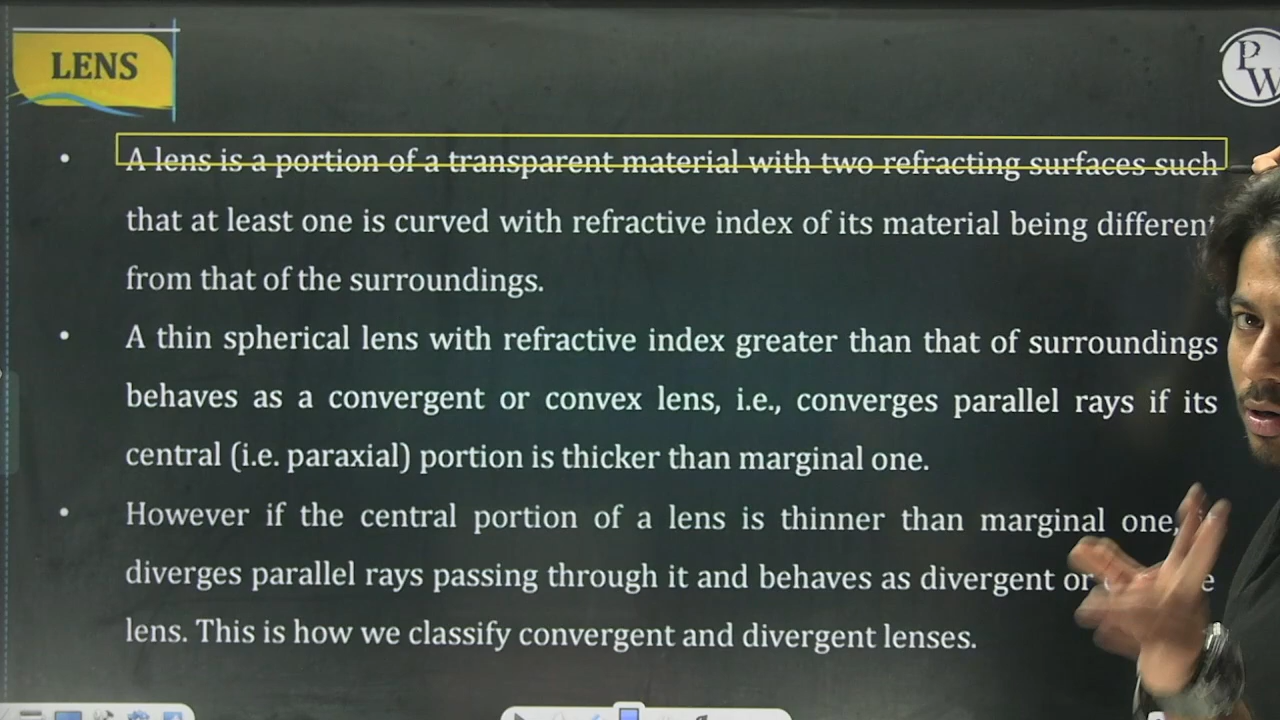 LENS
PW
• A lens is a portion of a transparent material with two refracting surfaces such
that at least one is curved with refractive index of its material being different
from that of the surroundings.
• A thin spherical lens with refractive index greater than that of surroundings
behaves as a convergent or convex lens, i.e., converges parallel rays if its
central (i.e. paraxial) portion is thicker than marginal one.
• However if the central portion of a lens is thinner than marginal one,
diverges parallel rays passing through it and behaves as divergent or
lens. This is how we classify convergent and divergent lenses.